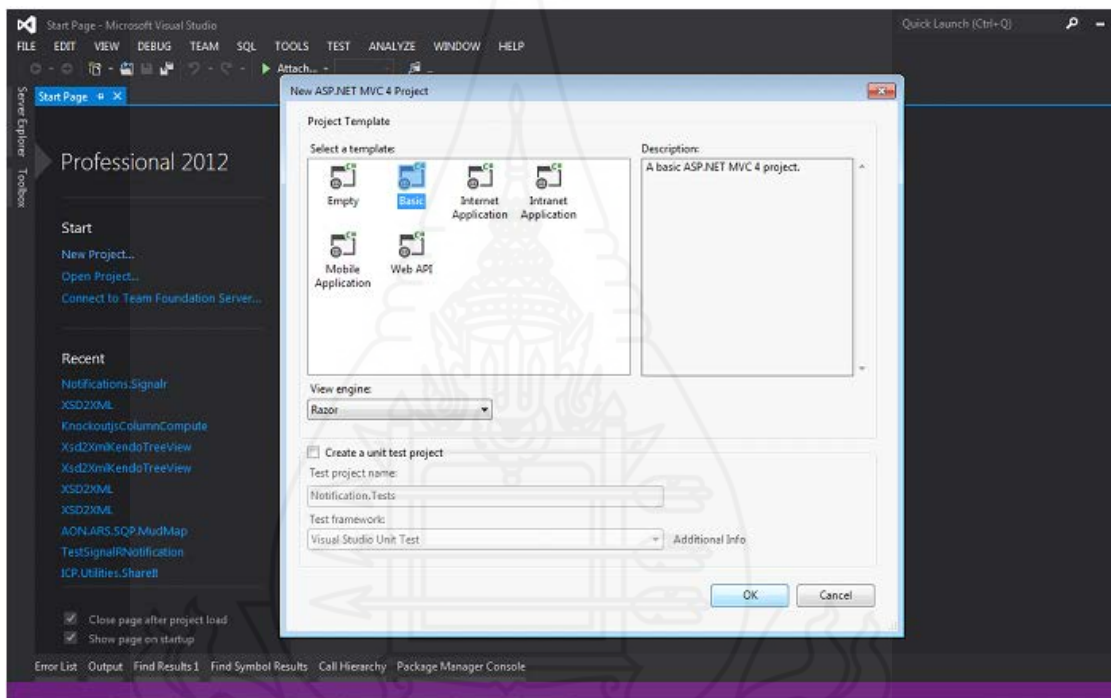 Start Page - Microsoft Visual Studio
Quick Launch (Ctrl+Q)
FILE EDIT VIEW DEBUG TEAM SQL TOOLS TEST ANALYZE WINDOW HELP
Attach...
Server Explorer
Toolbox
Start Page
Professional 2012
Start
New Project...
Open Project...
Connect to Team Foundation Server...
Recent
Notifications.Signalr
XSD2XML
KnockoutjsColumnCompute
Xsd2XmlKendoTreeView
Xsd2XmlKendoTreeView
XSD2XML
XSD2XML
AON.ARS.SQP.MudMap
TestSignalRNotification
ICP.Utilities.ShareIt
Close page after project load
Show page on startup
New ASP.NET MVC 4 Project
Project Template
Select a template:
Description:
Empty
Basic
Internet Application
Intranet Application
Mobile Application
Web API
A basic ASP.NET MVC 4 project.
View engine:
Razor
Create a unit test project
Test project name:
Notification.Tests
Test framework:
Visual Studio Unit Test
Additional Info
OK
Cancel
Error List Output Find Results 1 Find Symbol Results Call Hierarchy Package Manager Console